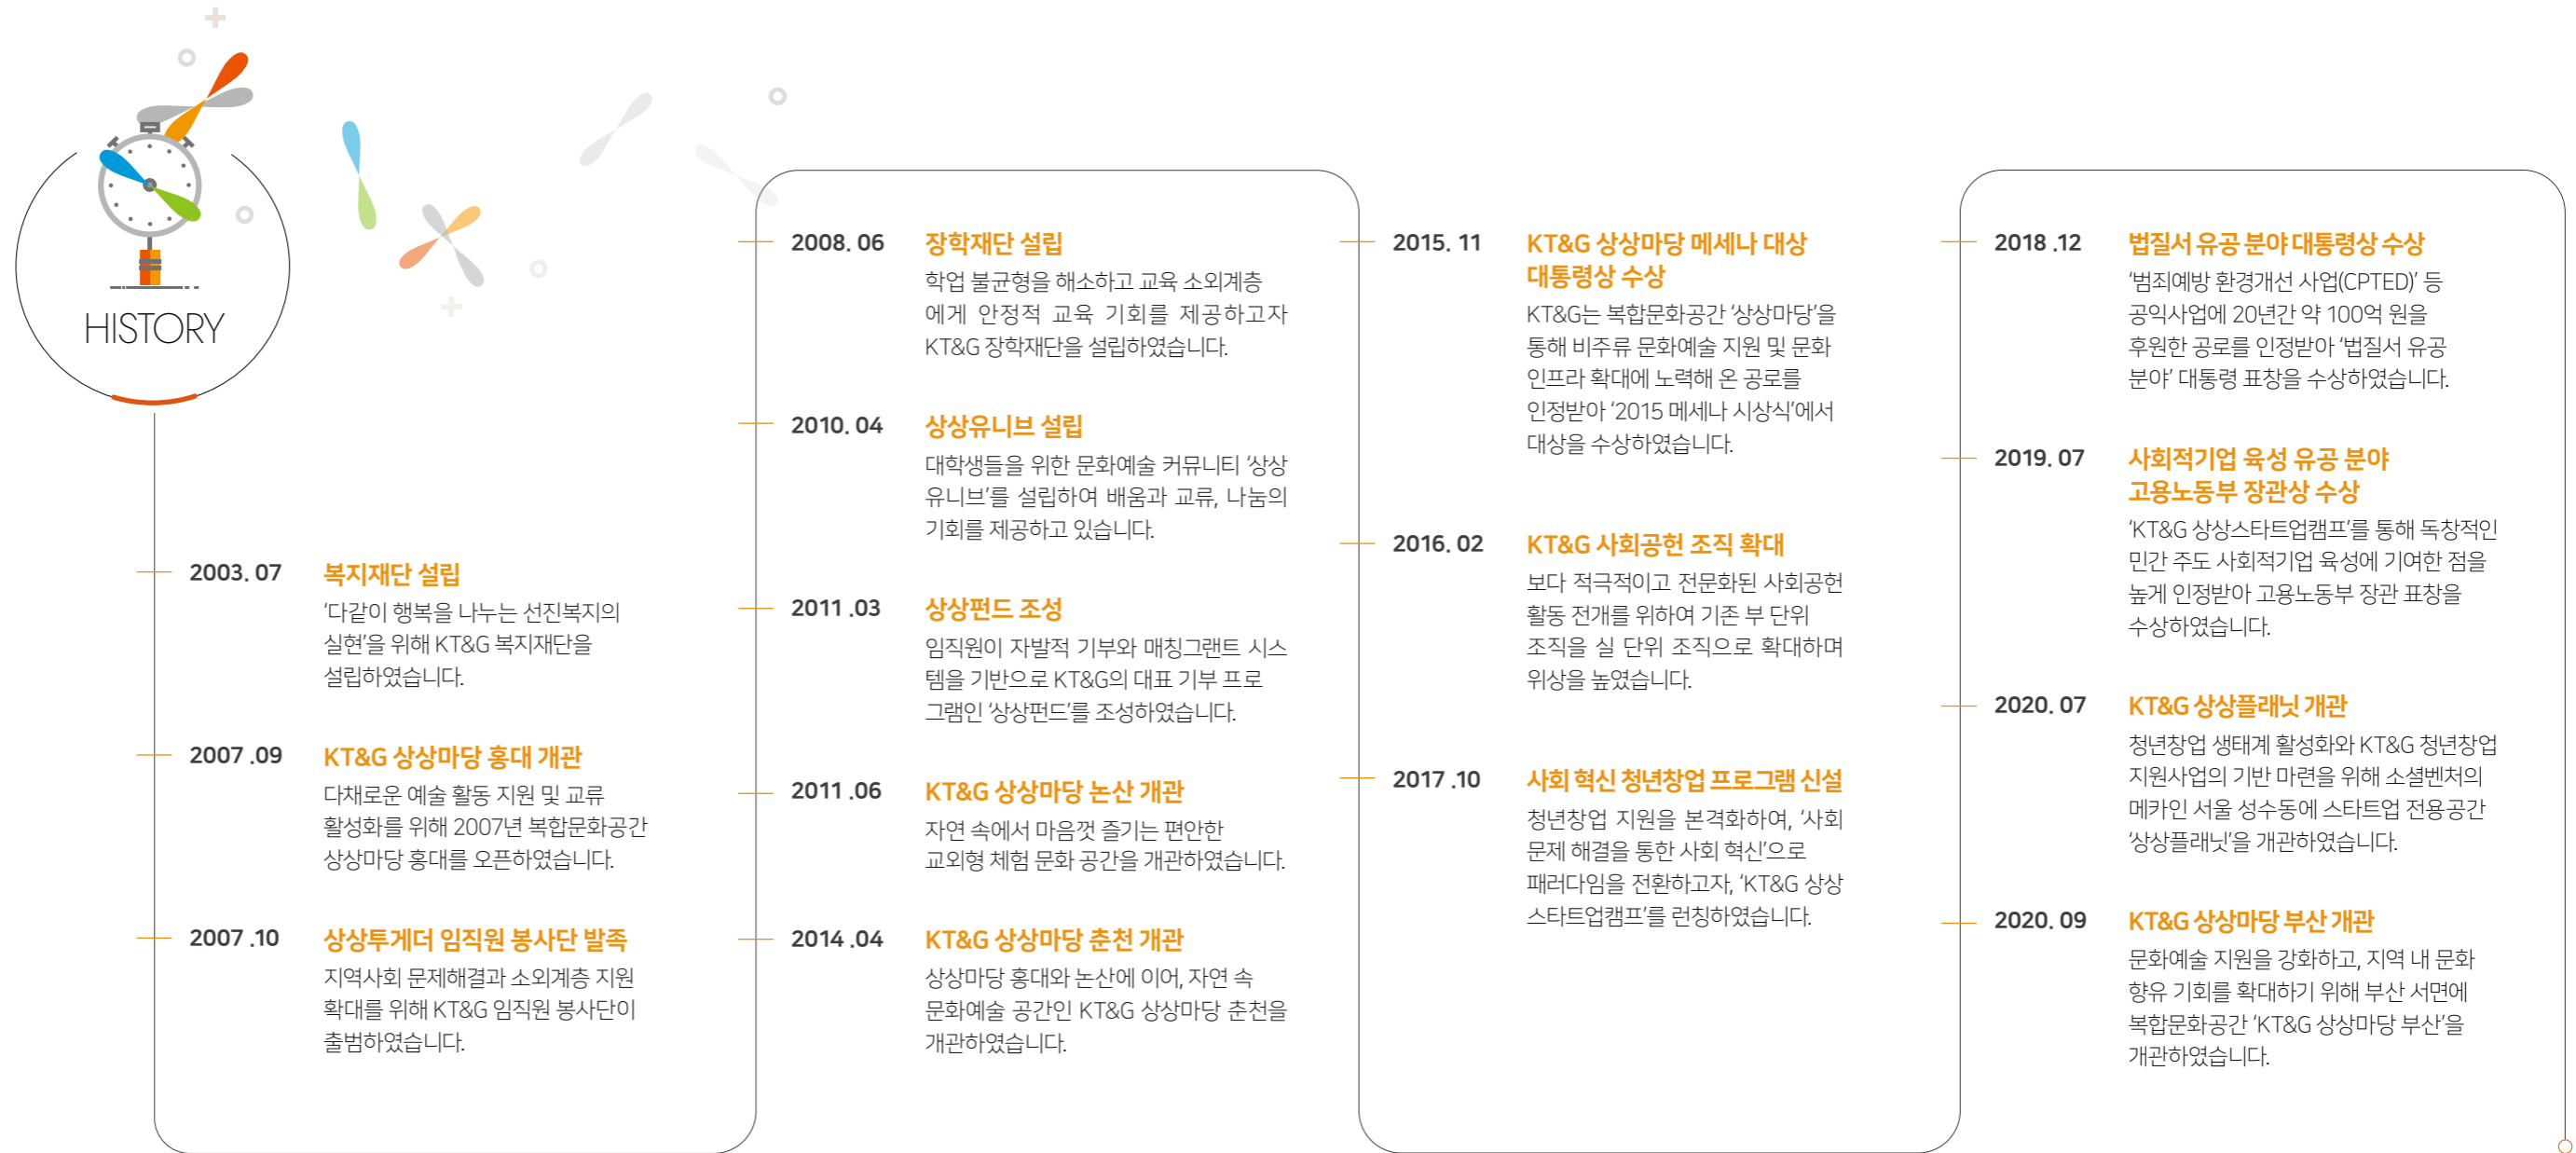 HISTORY
2003. 07
복지재단 설립
‘다같이 행복을 나누는 선진복지의
실현’을 위해 KT&G 복지재단을
설립하였습니다.
2007 .09
KT&G 상상마당 홍대 개관
다채로운 예술 활동 지원 및 교류
활성화를 위해 2007년 복합문화공간
상상마당 홍대를 오픈하였습니다.
2007 .10
상상투게더 임직원 봉사단 발족
지역사회 문제해결과 소외계층 지원
확대를 위해 KT&G 임직원 봉사단이
출범하였습니다.
2008. 06
장학재단 설립
학업 불균형을 해소하고 교육 소외계층
에게 안정적 교육 기회를 제공하고자
KT&G 장학재단을 설립하였습니다.
2010. 04
상상유니브 설립
대학생들을 위한 문화예술 커뮤니티 ‘상상
유니브’를 설립하여 배움과 교류, 나눔의
기회를 제공하고 있습니다.
2011 .03
상상펀드 조성
임직원이 자발적 기부와 매칭그랜트 시스
템을 기반으로 KT&G의 대표 기부 프로
그램인 ‘상상펀드’를 조성하였습니다.
2011 .06
KT&G 상상마당 논산 개관
자연 속에서 마음껏 즐기는 편안한
교외형 체험 문화 공간을 개관하였습니다.
2014 .04
KT&G 상상마당 춘천 개관
상상마당 홍대와 논산에 이어, 자연 속
문화예술 공간인 KT&G 상상마당 춘천을
개관하였습니다.
2015. 11
KT&G 상상마당 메세나 대상
대통령상 수상
KT&G는 복합문화공간 ‘상상마당’을
통해 비주류 문화예술 지원 및 문화
인프라 확대에 노력해 온 공로를
인정받아 ‘2015 메세나 시상식’에서
대상을 수상하였습니다.
2016. 02
KT&G 사회공헌 조직 확대
보다 적극적이고 전문화된 사회공헌
활동 전개를 위하여 기존 부 단위
조직을 실 단위 조직으로 확대하며
위상을 높였습니다.
2017 .10
사회 혁신 청년창업 프로그램 신설
청년창업 지원을 본격화하여, ‘사회
문제 해결을 통한 사회 혁신’으로
패러다임을 전환하고자, ‘KT&G 상상
스타트업캠프’를 런칭하였습니다.
2018 .12
법질서 유공 분야 대통령상 수상
‘범죄예방 환경개선 사업(CPTED)’ 등
공익사업에 20년간 약 100억 원을
후원한 공로를 인정받아 ‘법질서 유공
분야’ 대통령 표창을 수상하였습니다.
2019. 07
사회적기업 육성 유공 분야
고용노동부 장관상 수상
‘KT&G 상상스타트업캠프’를 통해 독창적인
민간 주도 사회적기업 육성에 기여한 점을
높게 인정받아 고용노동부 장관 표창을
수상하였습니다.
2020. 07
KT&G 상상플래닛 개관
청년창업 생태계 활성화와 KT&G 청년창업
지원사업의 기반 마련을 위해 소셜벤처의
메카인 서울 성수동에 스타트업 전용공간
‘상상플래닛’을 개관하였습니다.
2020. 09
KT&G 상상마당 부산 개관
문화예술 지원을 강화하고, 지역 내 문화
향유 기회를 확대하기 위해 부산 서면에
복합문화공간 ‘KT&G 상상마당 부산’을
개관하였습니다.